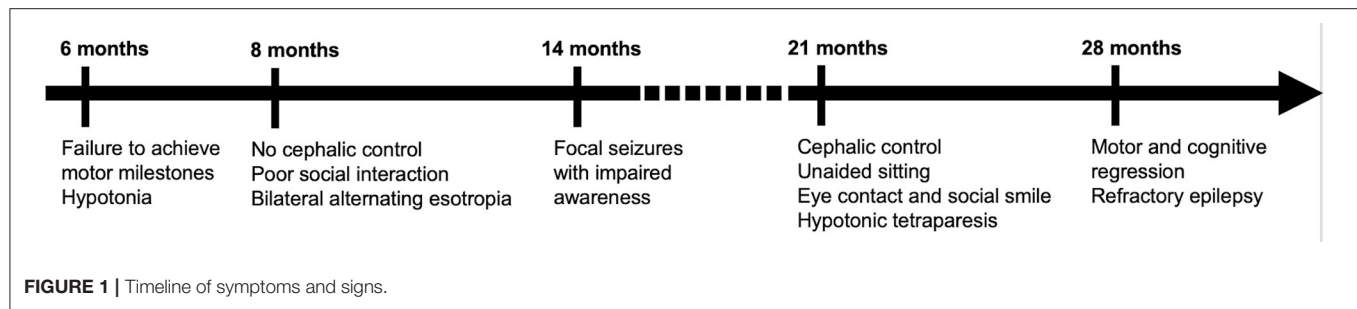 6 months
8 months
14 months
21 months
28 months
Failure to achieve
motor milestones
Hypotonia
No cephalic control
Poor social interaction
Bilateral alternating esotropia
Focal seizures
with impaired
awareness
Cephalic control
Unaided sitting
Eye contact and social smile
Hypotonic tetraparesis
Motor and cognitive
regression
Refractory epilepsy
FIGURE 1 | Timeline of symptoms and signs.